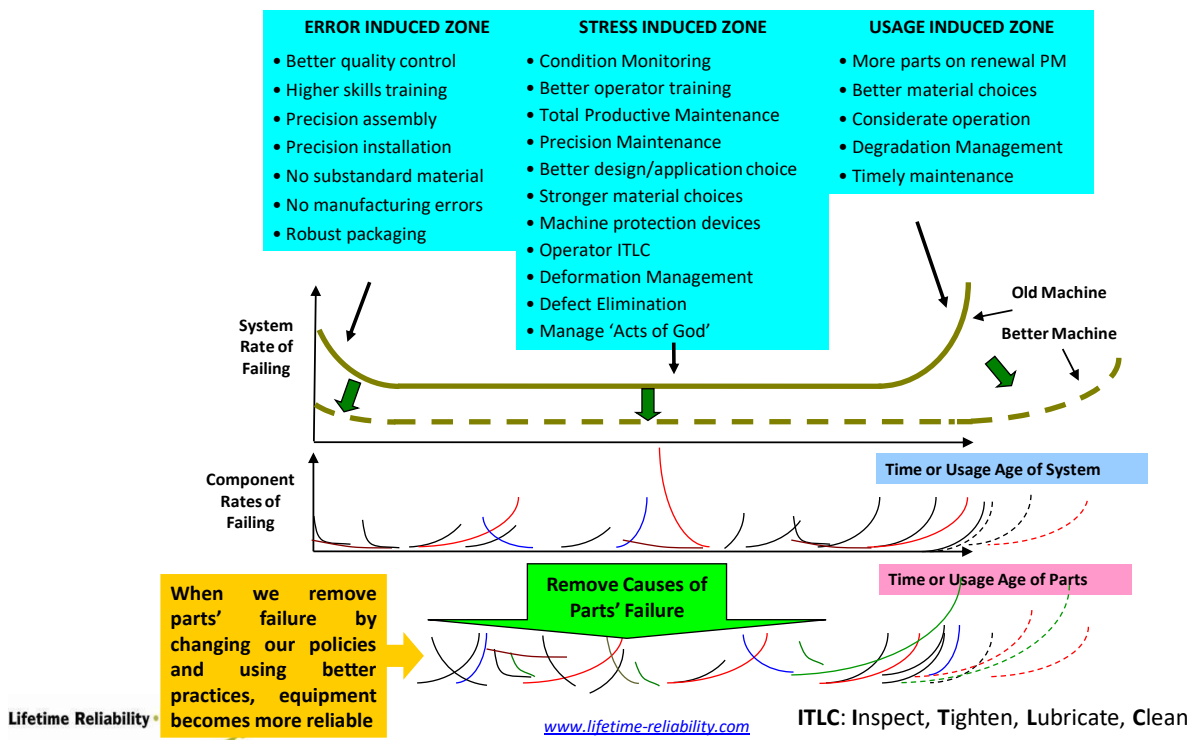 ERROR INDUCED ZONE
• Better quality control
• Higher skills training
• Precision assembly
• Precision installation
• No substandard material
• No manufacturing errors
• Robust packaging
STRESS INDUCED ZONE
• Condition Monitoring
• Better operator training
• Total Productive Maintenance
• Precision Maintenance
• Better design/application choice
• Stronger material choices
• Machine protection devices
• Operator ITLC
• Deformation Management
• Defect Elimination
• Manage ‘Acts of God’
USAGE INDUCED ZONE
• More parts on renewal PM
• Better material choices
• Considerate operation
• Degradation Management
• Timely maintenance
System
Rate of
Failing
Old Machine
Better Machine
Component
Rates of
Failing
Time or Usage Age of System
Time or Usage Age of Parts
Remove Causes of
Parts’ Failure
When we remove
parts’ failure by
changing our policies
and using better
practices, equipment
becomes more reliable
Lifetime Reliability
www.lifetime-reliability.com
ITLC: Inspect, Tighten, Lubricate, Clean